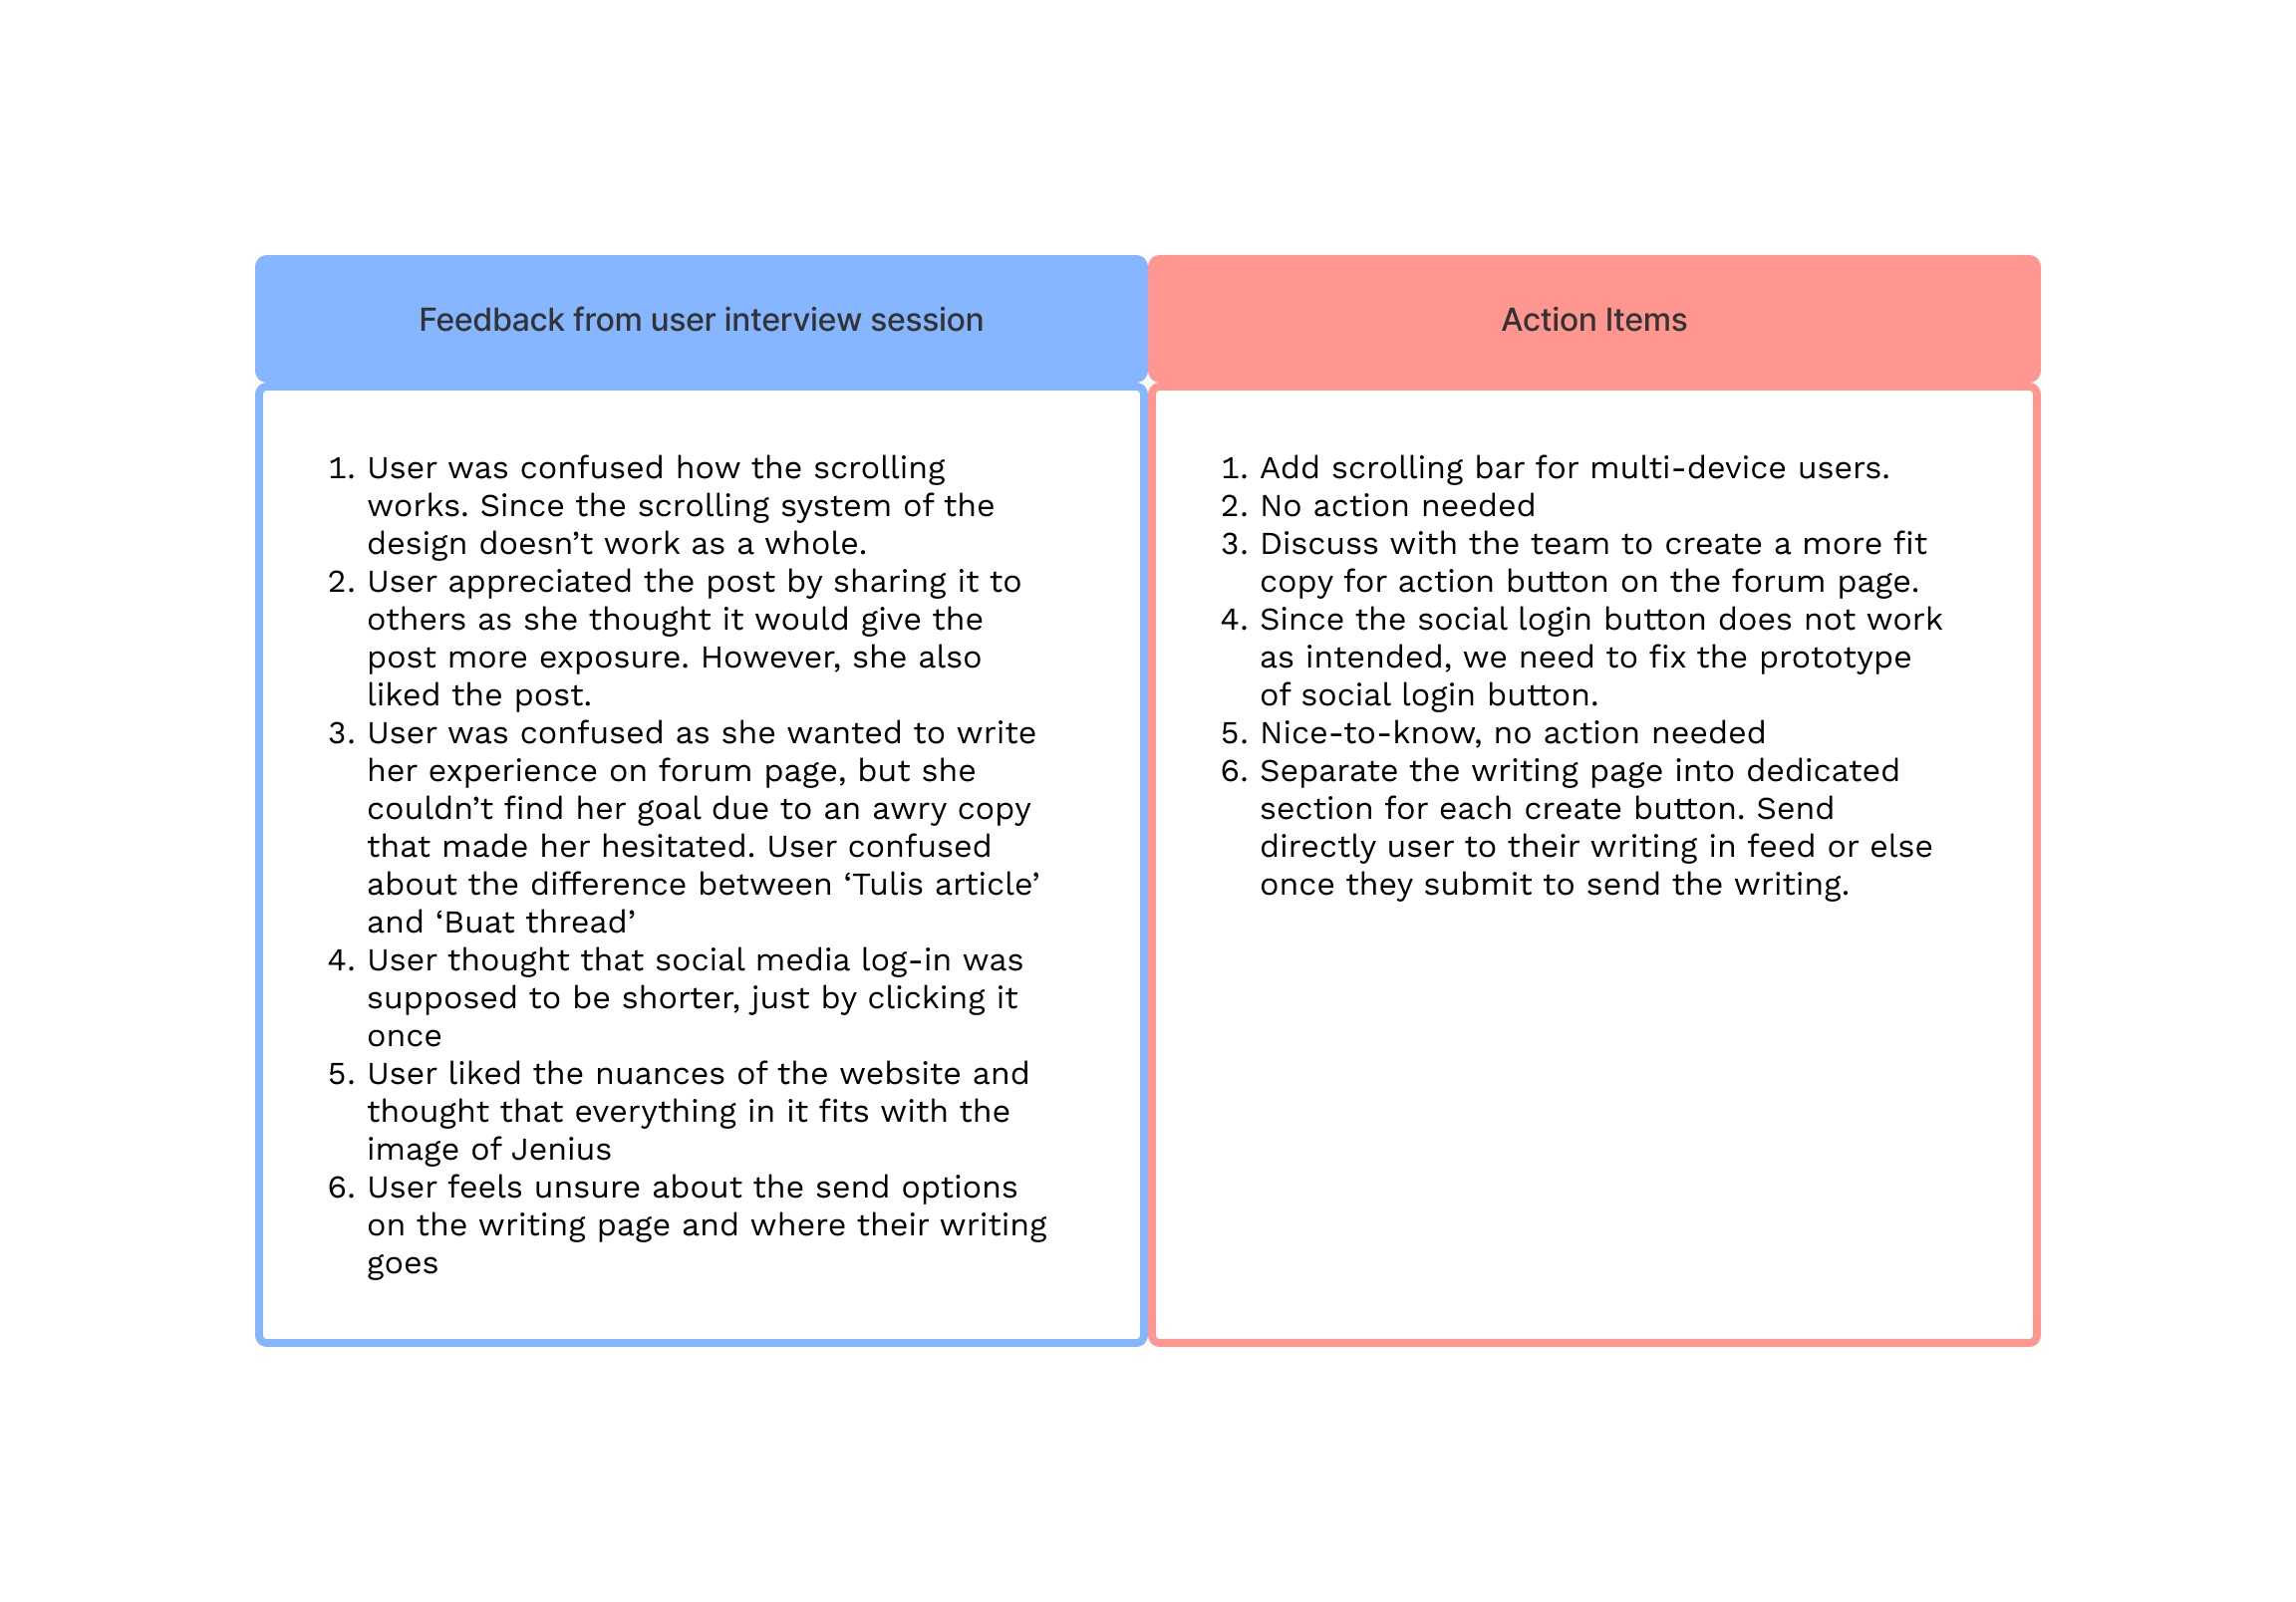 Feedback from user interview session
1. User was confused how the scrolling
works. Since the scrolling system of the
design doesn’t work as a whole.
2. User appreciated the post by sharing it to
others as she thought it would give the
post more exposure. However, she also
liked the post.
3. User was confused as she wanted to write
her experience on forum page, but she
couldn’t find her goal due to an awry copy
that made her hesitated. User confused
about the difference between ‘Tulis article’
and ‘Buat thread’
4. User thought that social media log-in was
supposed to be shorter, just by clicking it
once
5. User liked the nuances of the website and
thought that everything in it fits with the
image of Jenius
6. User feels unsure about the send options
on the writing page and where their writing
goes
Action Items
1. Add scrolling bar for multi-device users.
2. No action needed
3. Discuss with the team to create a more fit
copy for action button on the forum page.
4. Since the social login button does not work
as intended, we need to fix the prototype
of social login button.
5. Nice-to-know, no action needed
6. Separate the writing page into dedicated
section for each create button. Send
directly user to their writing in feed or else
once they submit to send the writing.